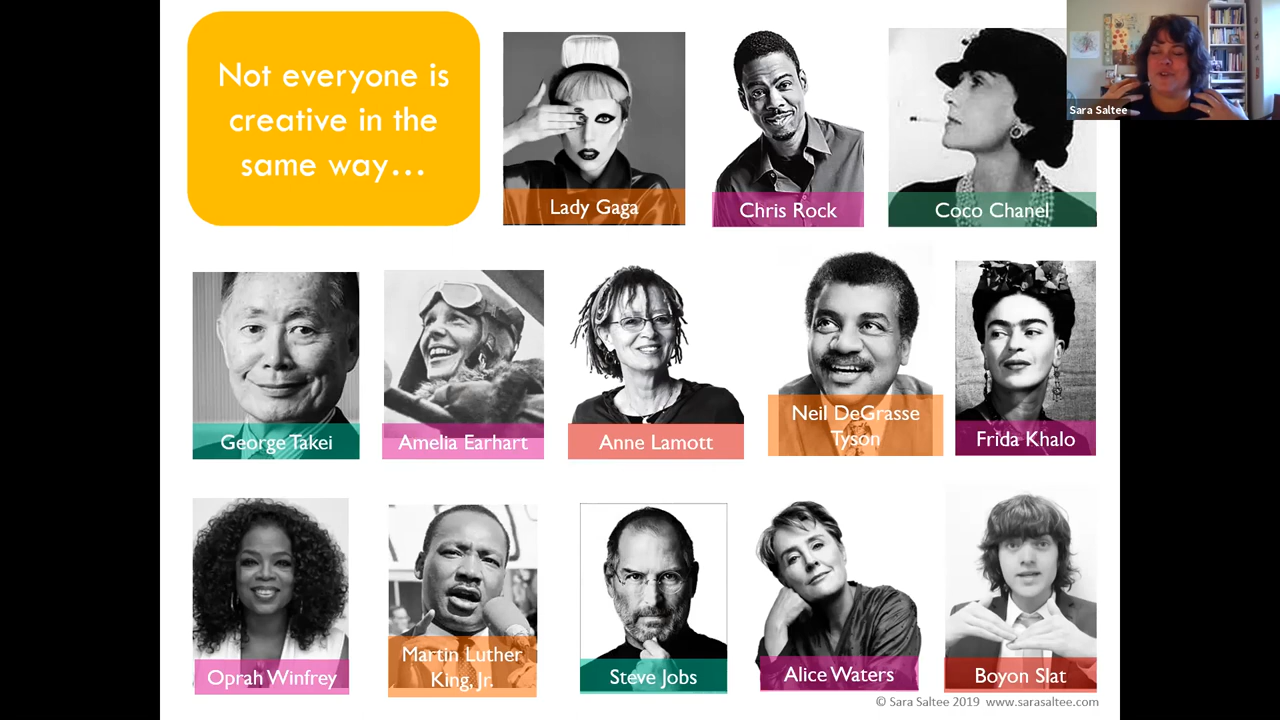 Not everyone is
creative in the
same way…
Lady Gaga
Chris Rock
Coco Chanel
Sara Saltee
George Takei
Amelia Earhart
Anne Lamott
Neil DeGrasse
Tyson
Frida Khalo
Oprah Winfrey
Martin Luther
King, Jr.
Steve Jobs
Alice Waters
Boyon Slat
© Sara Saltee 2019 www.sarasaltee.com